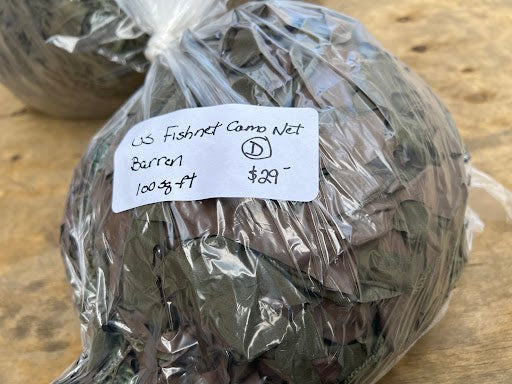 US Fishnet Camo Net
Barren D
100 sq-ft $29-